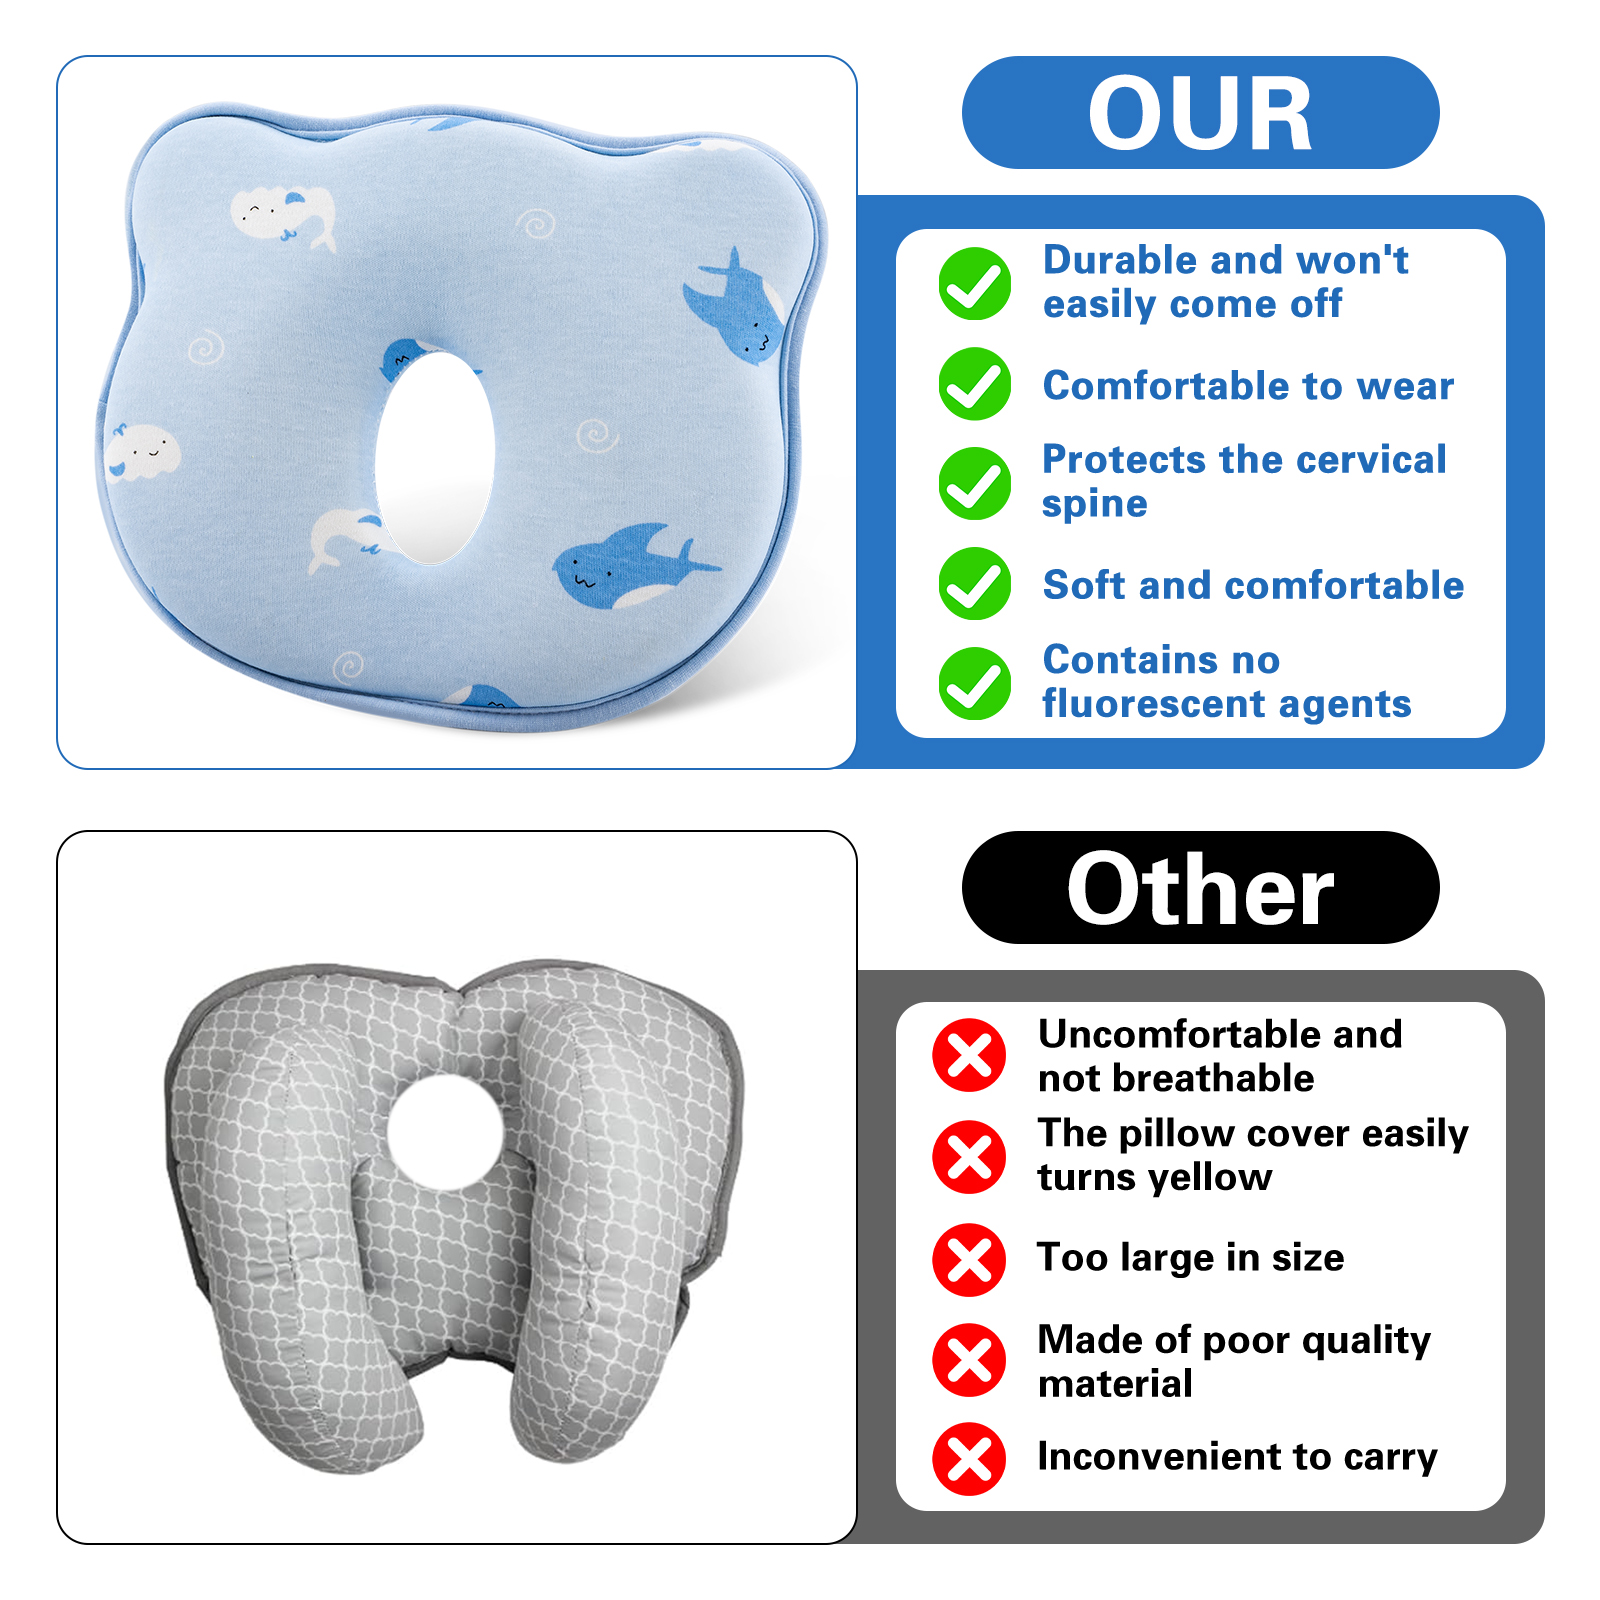 OUR
Durable and won't
easily come off
Comfortable to wear
Protects the cervical
spine
Soft and comfortable
Contains no
fluorescent agents
Other
Uncomfortable and
not breathable
The pillow cover easily
turns yellow
Too large in size
Made of poor quality
material
Inconvenient to carry